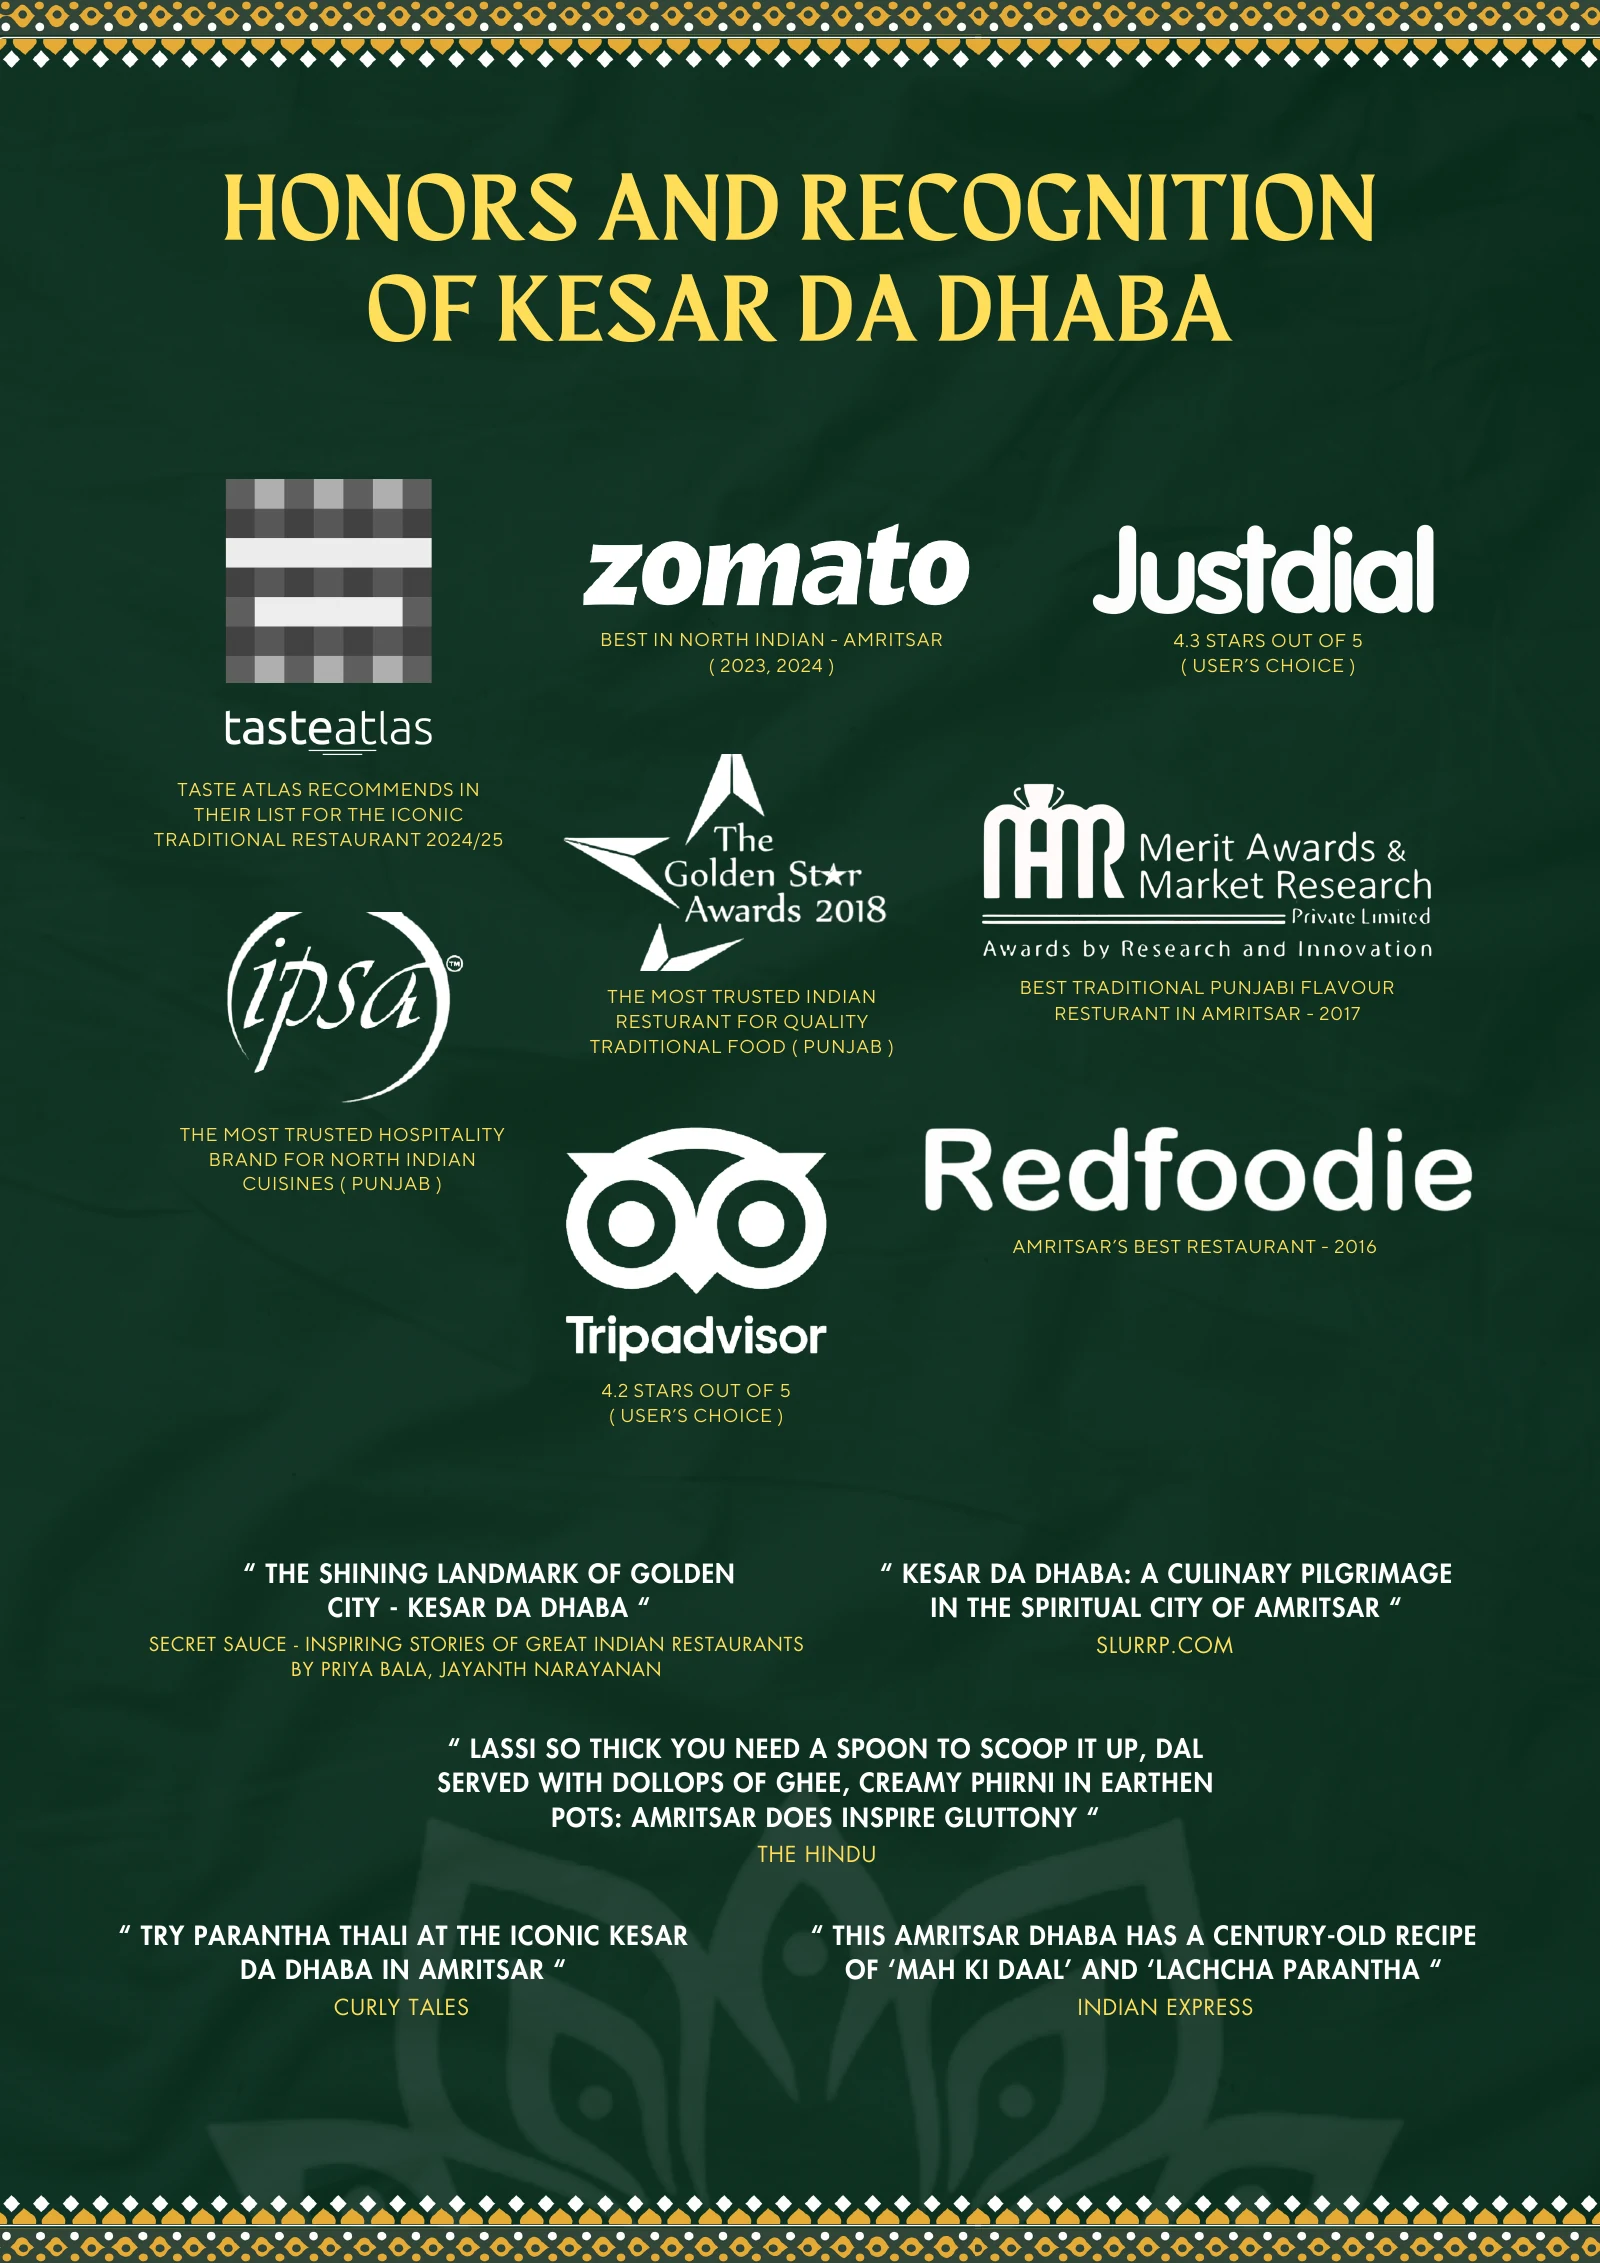 HONORS AND RECOGNITION
OF KESAR DA DHABA
tasteatlas
TASTE ATLAS RECOMMENDS IN
THEIR LIST FOR THE ICONIC
TRADITIONAL RESTAURANT 2024/25
zomato
BEST IN NORTH INDIAN - AMRITSAR
( 2023, 2024 )
Justdial
4.3 STARS OUT OF 5
( USER'S CHOICE )
The
Golden Star
Awards 2018
THE MOST TRUSTED INDIAN
RESTURANT FOR QUALITY
TRADITIONAL FOOD ( PUNJAB )
MAMR
Merit Awards &
Market Research
Private Limited
Awards by Research and Innovation
BEST TRADITIONAL PUNJABI FLAVOUR
RESTURANT IN AMRITSAR - 2017
ipsa TM
THE MOST TRUSTED HOSPITALITY
BRAND FOR NORTH INDIAN
CUISINES ( PUNJAB )
Tripadvisor
4.2 STARS OUT OF 5
( USER'S CHOICE )
Redfoodie
AMRITSAR'S BEST RESTAURANT - 2016
“ THE SHINING LANDMARK OF GOLDEN
CITY - KESAR DA DHABA “
SECRET SAUCE - INSPIRING STORIES OF GREAT INDIAN RESTAURANTS
BY PRIYA BALA, JAYANTH NARAYANAN
“ KESAR DA DHABA: A CULINARY PILGRIMAGE
IN THE SPIRITUAL CITY OF AMRITSAR “
SLURRP.COM
“ LASSI SO THICK YOU NEED A SPOON TO SCOOP IT UP, DAL
SERVED WITH DOLLOPS OF GHEE, CREAMY PHIRNI IN EARTHEN
POTS: AMRITSAR DOES INSPIRE GLUTTONY “
THE HINDU
“ TRY PARANTHA THALI AT THE ICONIC KESAR
DA DHABA IN AMRITSAR “
CURLY TALES
“ THIS AMRITSAR DHABA HAS A CENTURY-OLD RECIPE
OF ‘MAH KI DAAL’ AND ‘LACHCHA PARANTHA “
INDIAN EXPRESS